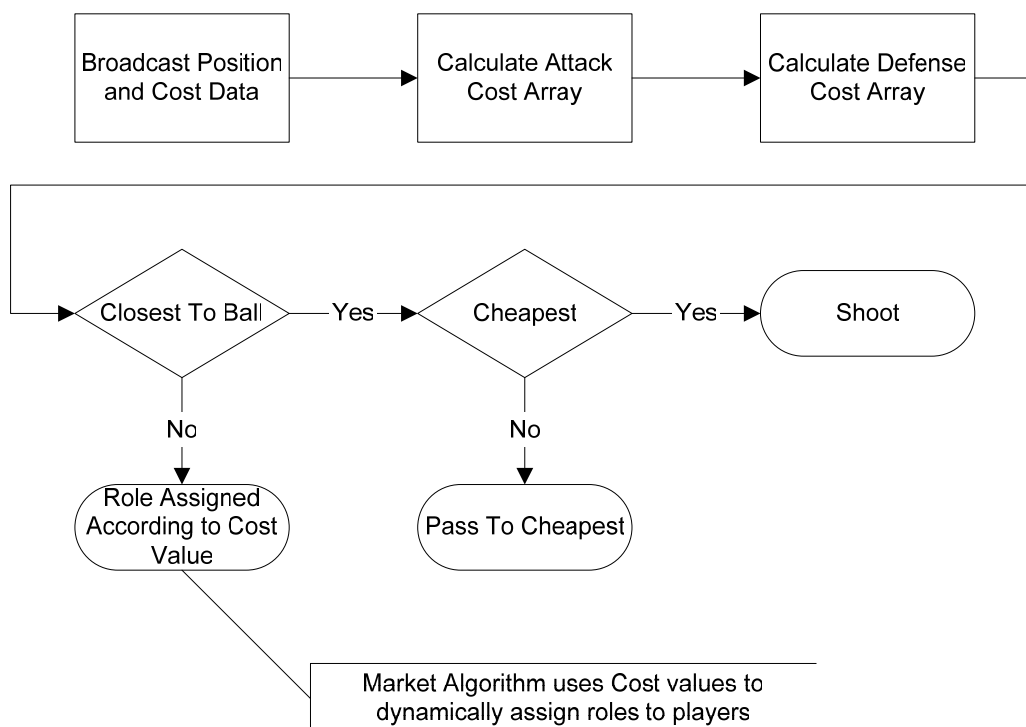 Broadcast Position
and Cost Data
Calculate Attack
Cost Array
Calculate Defense
Cost Array
Closest To Ball
Yes
Cheapest
Yes
Shoot
No
No
Role Assigned
According to Cost
Value
Pass To Cheapest
Market Algorithm uses Cost values to
dynamically assign roles to players